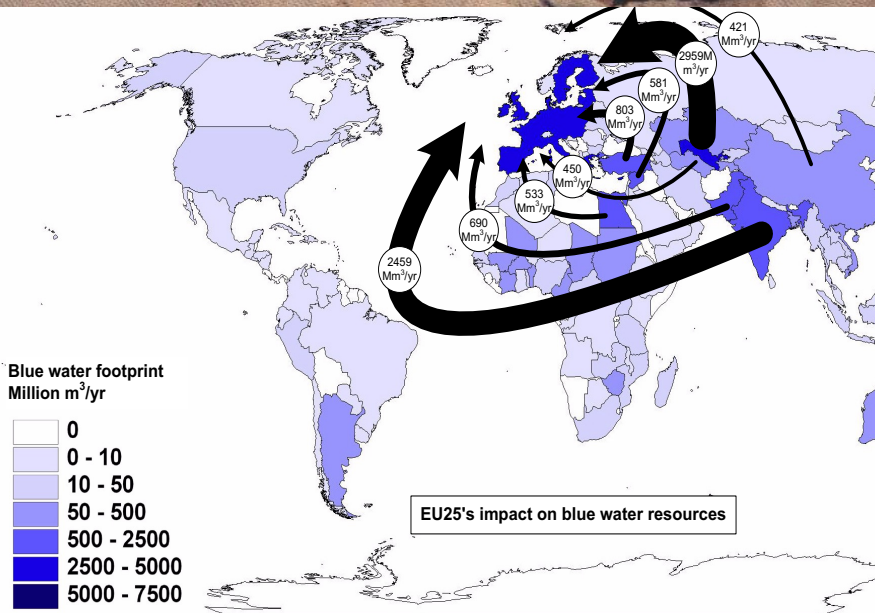 421
Mm³/yr
2959M
m³/yr
581
Mm³/yr
803
Mm³/yr
450
Mm³/yr
533
Mm³/yr
690
Mm³/yr
2459
Mm³/yr
Blue water footprint
Million m³/yr
0
0 - 10
10 - 50
50 - 500
500 - 2500
2500 - 5000
5000 - 7500
EU25's impact on blue water resources